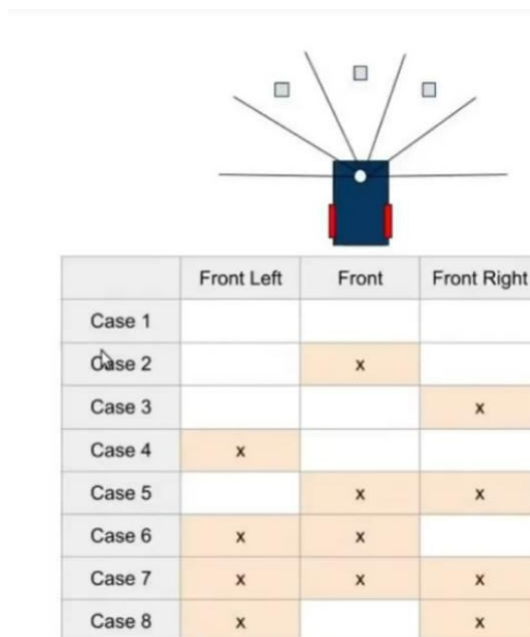 Front Left Front Front Right
Case 1
Case 2 x
Case 3 x
Case 4 x
Case 5 x x
Case 6 x x
Case 7 x x x
Case 8 x x